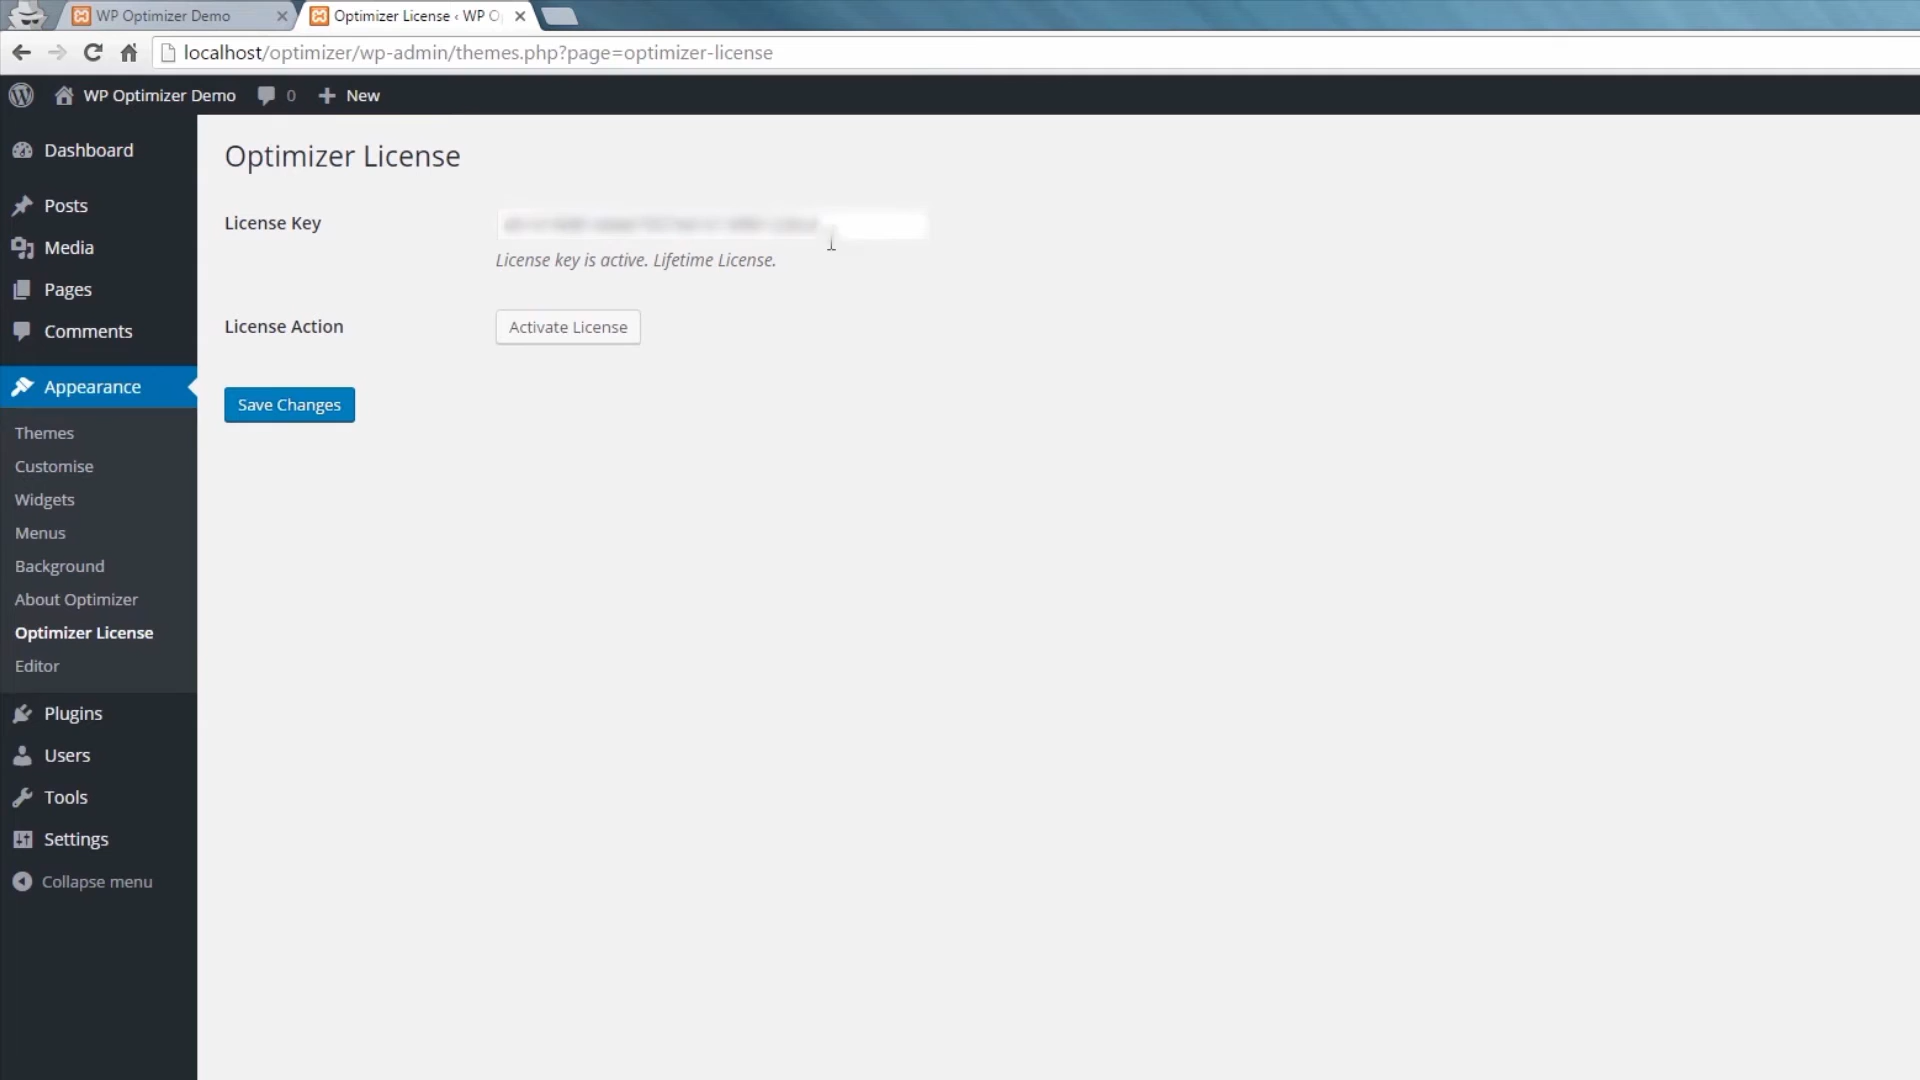 WP Optimizer Demo
Optimizer License ‹ WP O
localhost/optimizer/wp-admin/themes.php?page=optimizer-license
WP Optimizer Demo 0 New
Dashboard
Posts
Media
Pages
Comments
Appearance
Themes
Customise
Widgets
Menus
Background
About Optimizer
Optimizer License
Editor
Plugins
Users
Tools
Settings
Collapse menu
Optimizer License
License Key
License key is active. Lifetime License.
License Action
Activate License
Save Changes